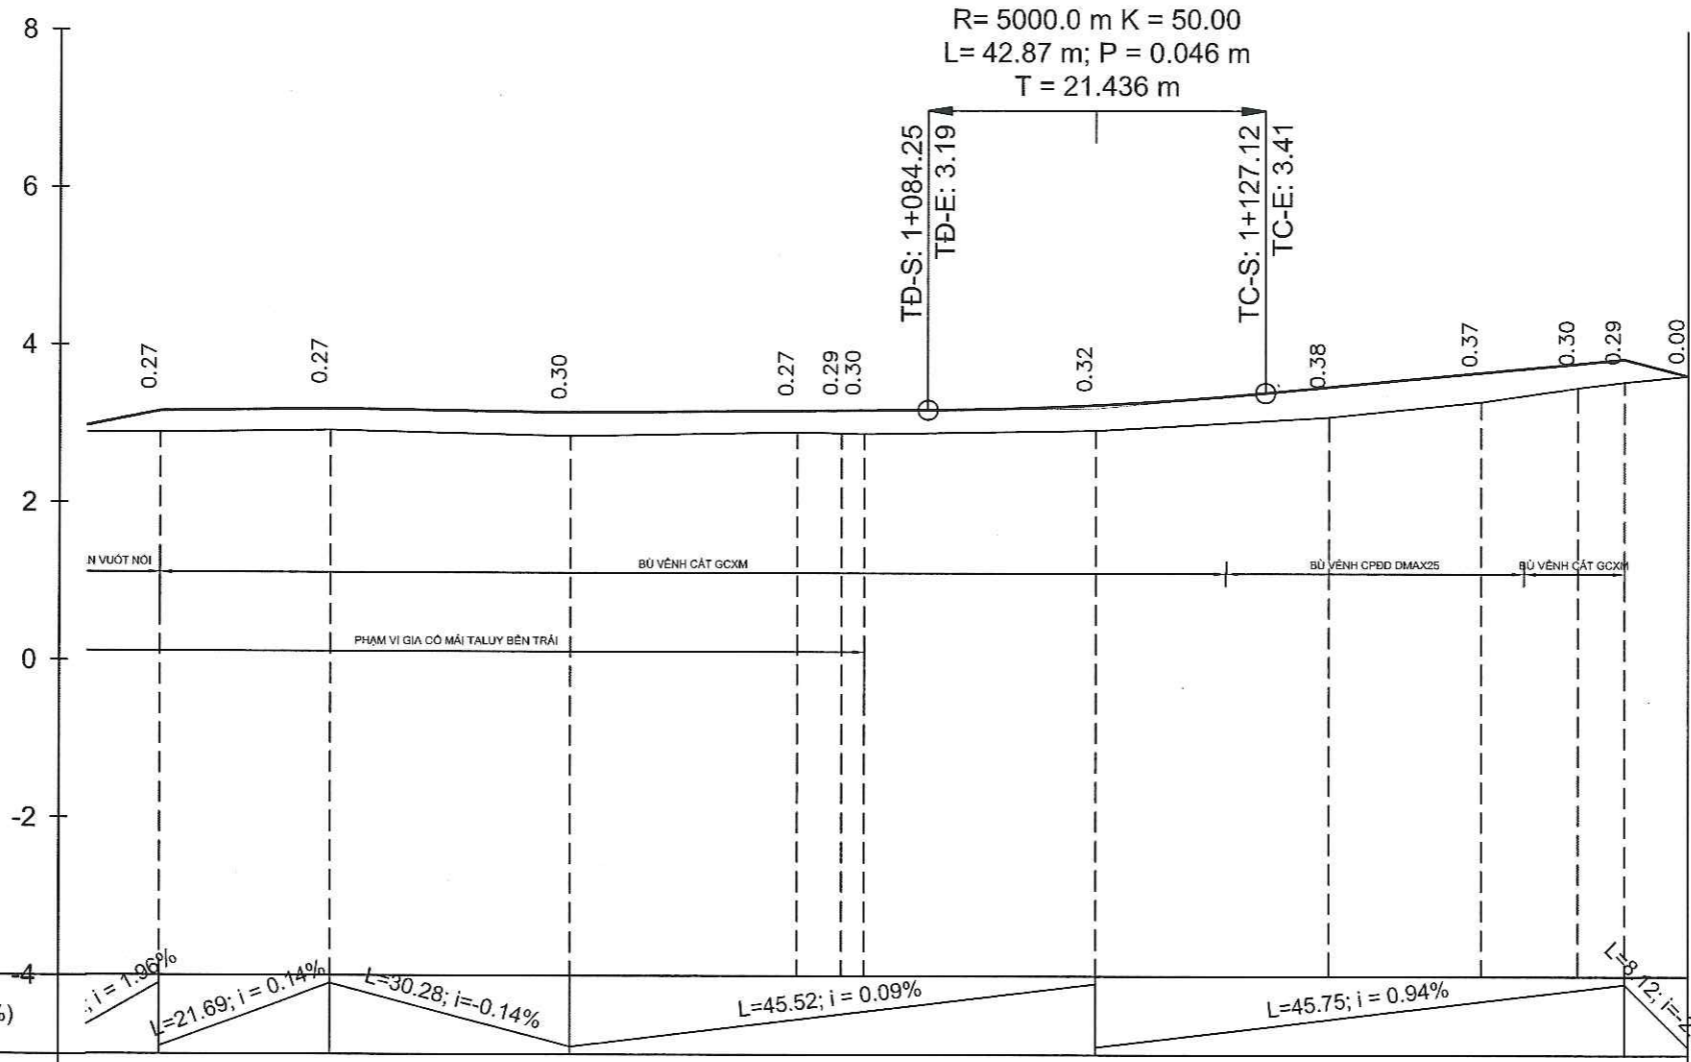 R= 5000.0 m K = 50.00
L= 42.87 m; P = 0.046 m
T = 21.436 m
TĐ-S: 1+084.25
TĐ-E: 3.19
TC-S: 1+127.12
TC-E: 3.41
8
6
4
2
0
-2
-4
0.27
0.27
0.30
0.27
0.29
0.30
0.32
0.38
0.37
0.30
0.29
0.00
N VUỐT NỐI
BÙ VÊNH CÁT GCXM
BÙ VÊNH CPĐD DMAX25
BÙ VÊNH CÁT GCXM
PHẠM VI GIA CỐ MÁI TALUY BÊN TRÁI
; i = 1.96%
L=21.69; i = 0.14%
L=30.28; i=-0.14%
L=45.52; i = 0.09%
L=45.75; i = 0.94%
L=8.12; i=-2.
%)